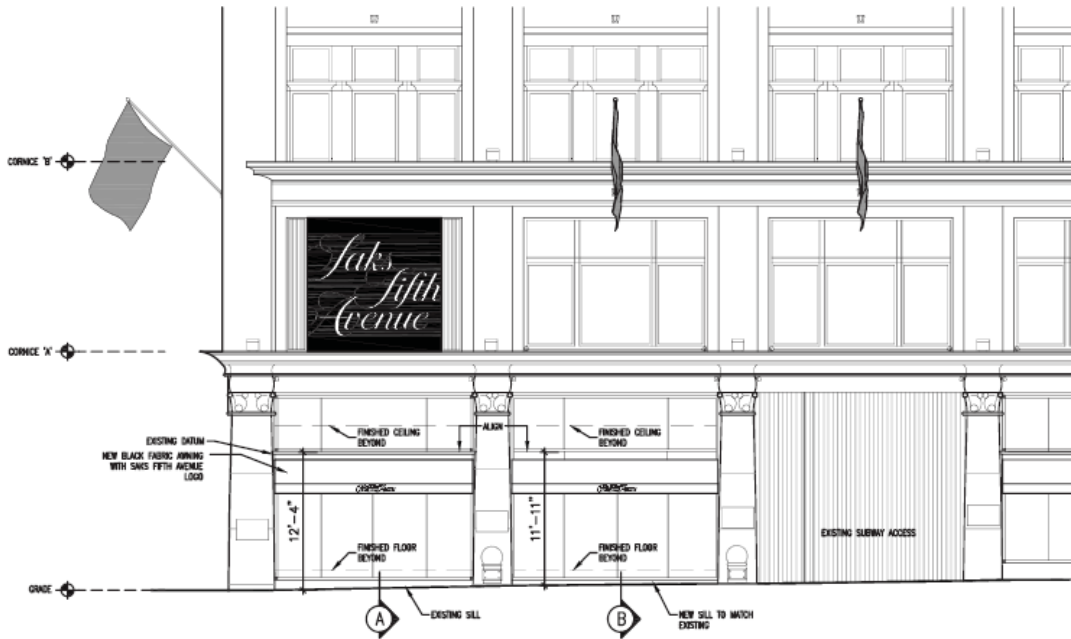 CORNICE 'B'
Saks
fifth
Avenue
CORNICE 'A'
EXISTING DATUM
NEW BLACK FABRIC AWNING
WITH SAKS FIFTH AVENUE
LOGO
FINISHED CEILING
BEYOND
ALIGN
FINISHED CEILING
BEYOND
12'-4"
11'-11"
FINISHED FLOOR
BEYOND
FINISHED FLOOR
BEYOND
EXISTING SUBWAY ACCESS
GRADE
A
EXISTING SILL
B
NEW SILL TO MATCH
EXISTING